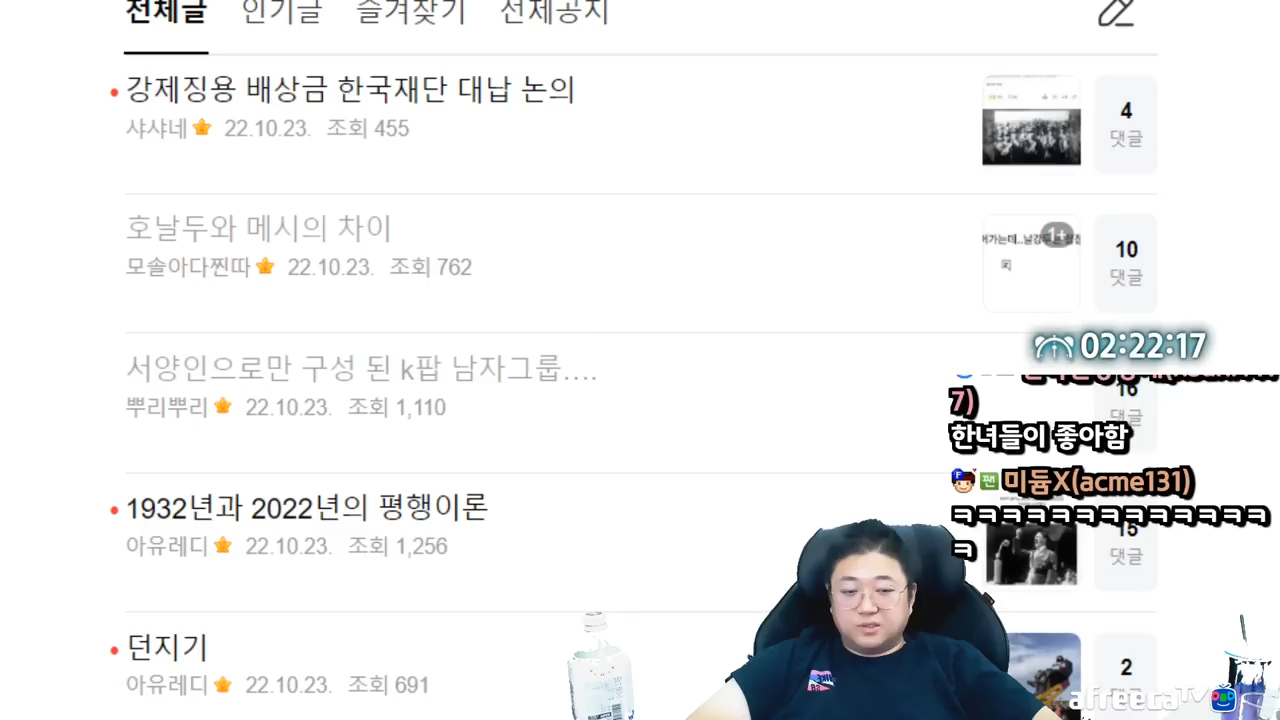 전체글 인기글 즐겨찾기 전체공지
강제징용 배상금 한국재단 대납 논의
샤샤네 22.10.23. 조회 455
4
댓글
호날두와 메시의 차이
모솔아다찐따 22.10.23. 조회 762
1+
10
댓글
02:22:17
서양인으로만 구성 된 k팝 남자그룹....
뿌리뿌리 22.10.23. 조회 1,110
16
댓글
7)
한녀들이 좋아함
팬 미듐X(acme131)
ㅋㅋㅋㅋㅋㅋㅋㅋㅋㅋㅋㅋㅋ
ㅋ
1932년과 2022년의 평행이론
아유레디 22.10.23. 조회 1,256
15
댓글
던지기
아유레디 22.10.23. 조회 691
2
afreecaTV